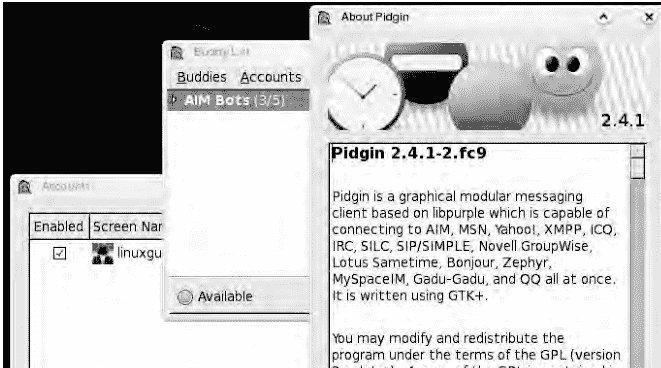 About Pidgin
Buddy List
Buddies Accounts
AIM Bots (3/5)
2.4.1
Pidgin 2.4.1-2.fc9
Accounts
Enabled Screen Nar
linuxgu
Available
Pidgin is a graphical modular messaging
client based on libpurple which is capable of
connecting to AIM, MSN, Yahoo!, XMPP, ICQ,
IRC, SILC, SIP/SIMPLE, Novell GroupWise,
Lotus Sametime, Bonjour, Zephyr,
MySpaceIM, Gadu-Gadu, and QQ all at once.
It is written using GTK+.
You may modify and redistribute the
program under the terms of the GPL (version